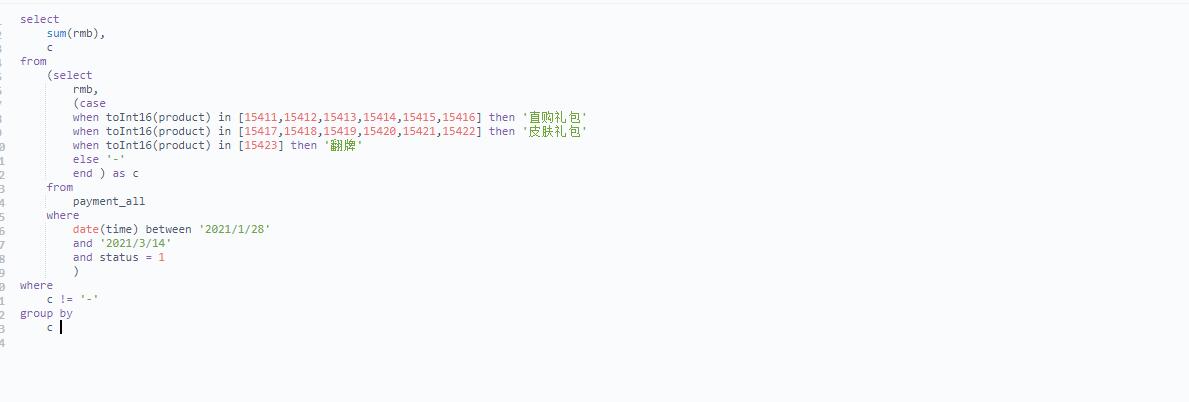 select
sum(rmb),
c
from
(select
rmb,
(case
when toInt16(product) in [15411,15412,15413,15414,15415,15416] then '直购礼包'
when toInt16(product) in [15417,15418,15419,15420,15421,15422] then '皮肤礼包'
when toInt16(product) in [15423] then '翻牌'
else '-'
end ) as c
from
payment_all
where
date(time) between '2021/1/28'
and '2021/3/14'
and status = 1
)
where
c != '-'
group by
c